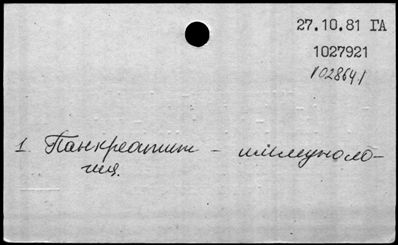 27.10.81 ГА
1027921
1028641
1. Панкреатит – иммуноло-
гия.